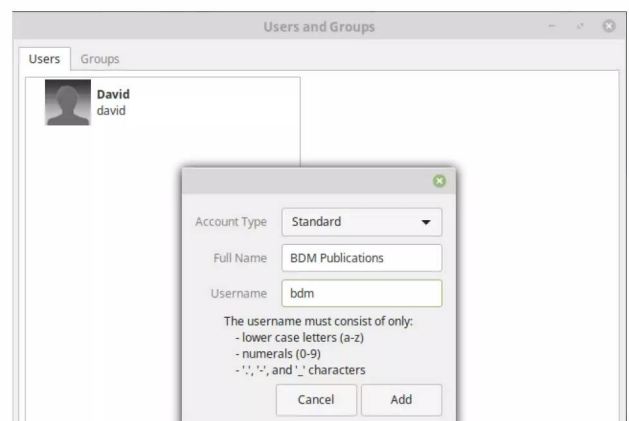 Users and Groups
Users Groups
David
david
Account Type Standard
Full Name BDM Publications
Username bdm
The username must consist of only:
- lower case letters (a-z)
- numerals (0-9)
- '.', '-', and '_' characters
Cancel Add